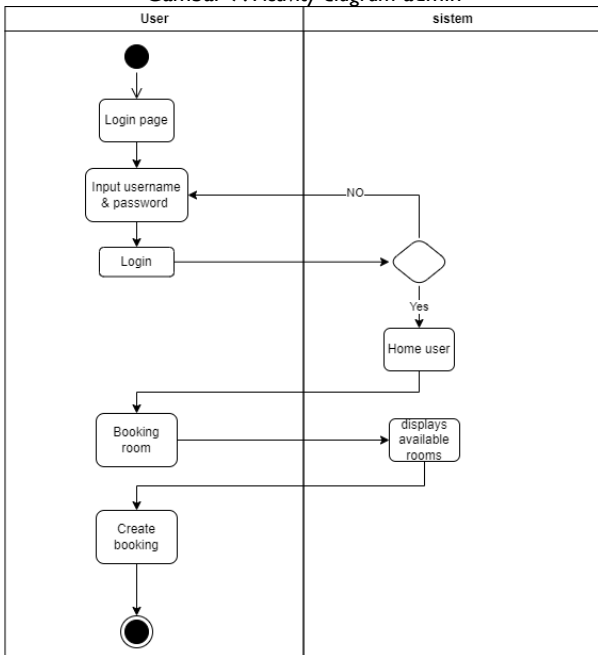 User
sistem
Login page
Input username
& password
NO
Login
Yes
Home user
Booking
room
displays
available
rooms
Create
booking